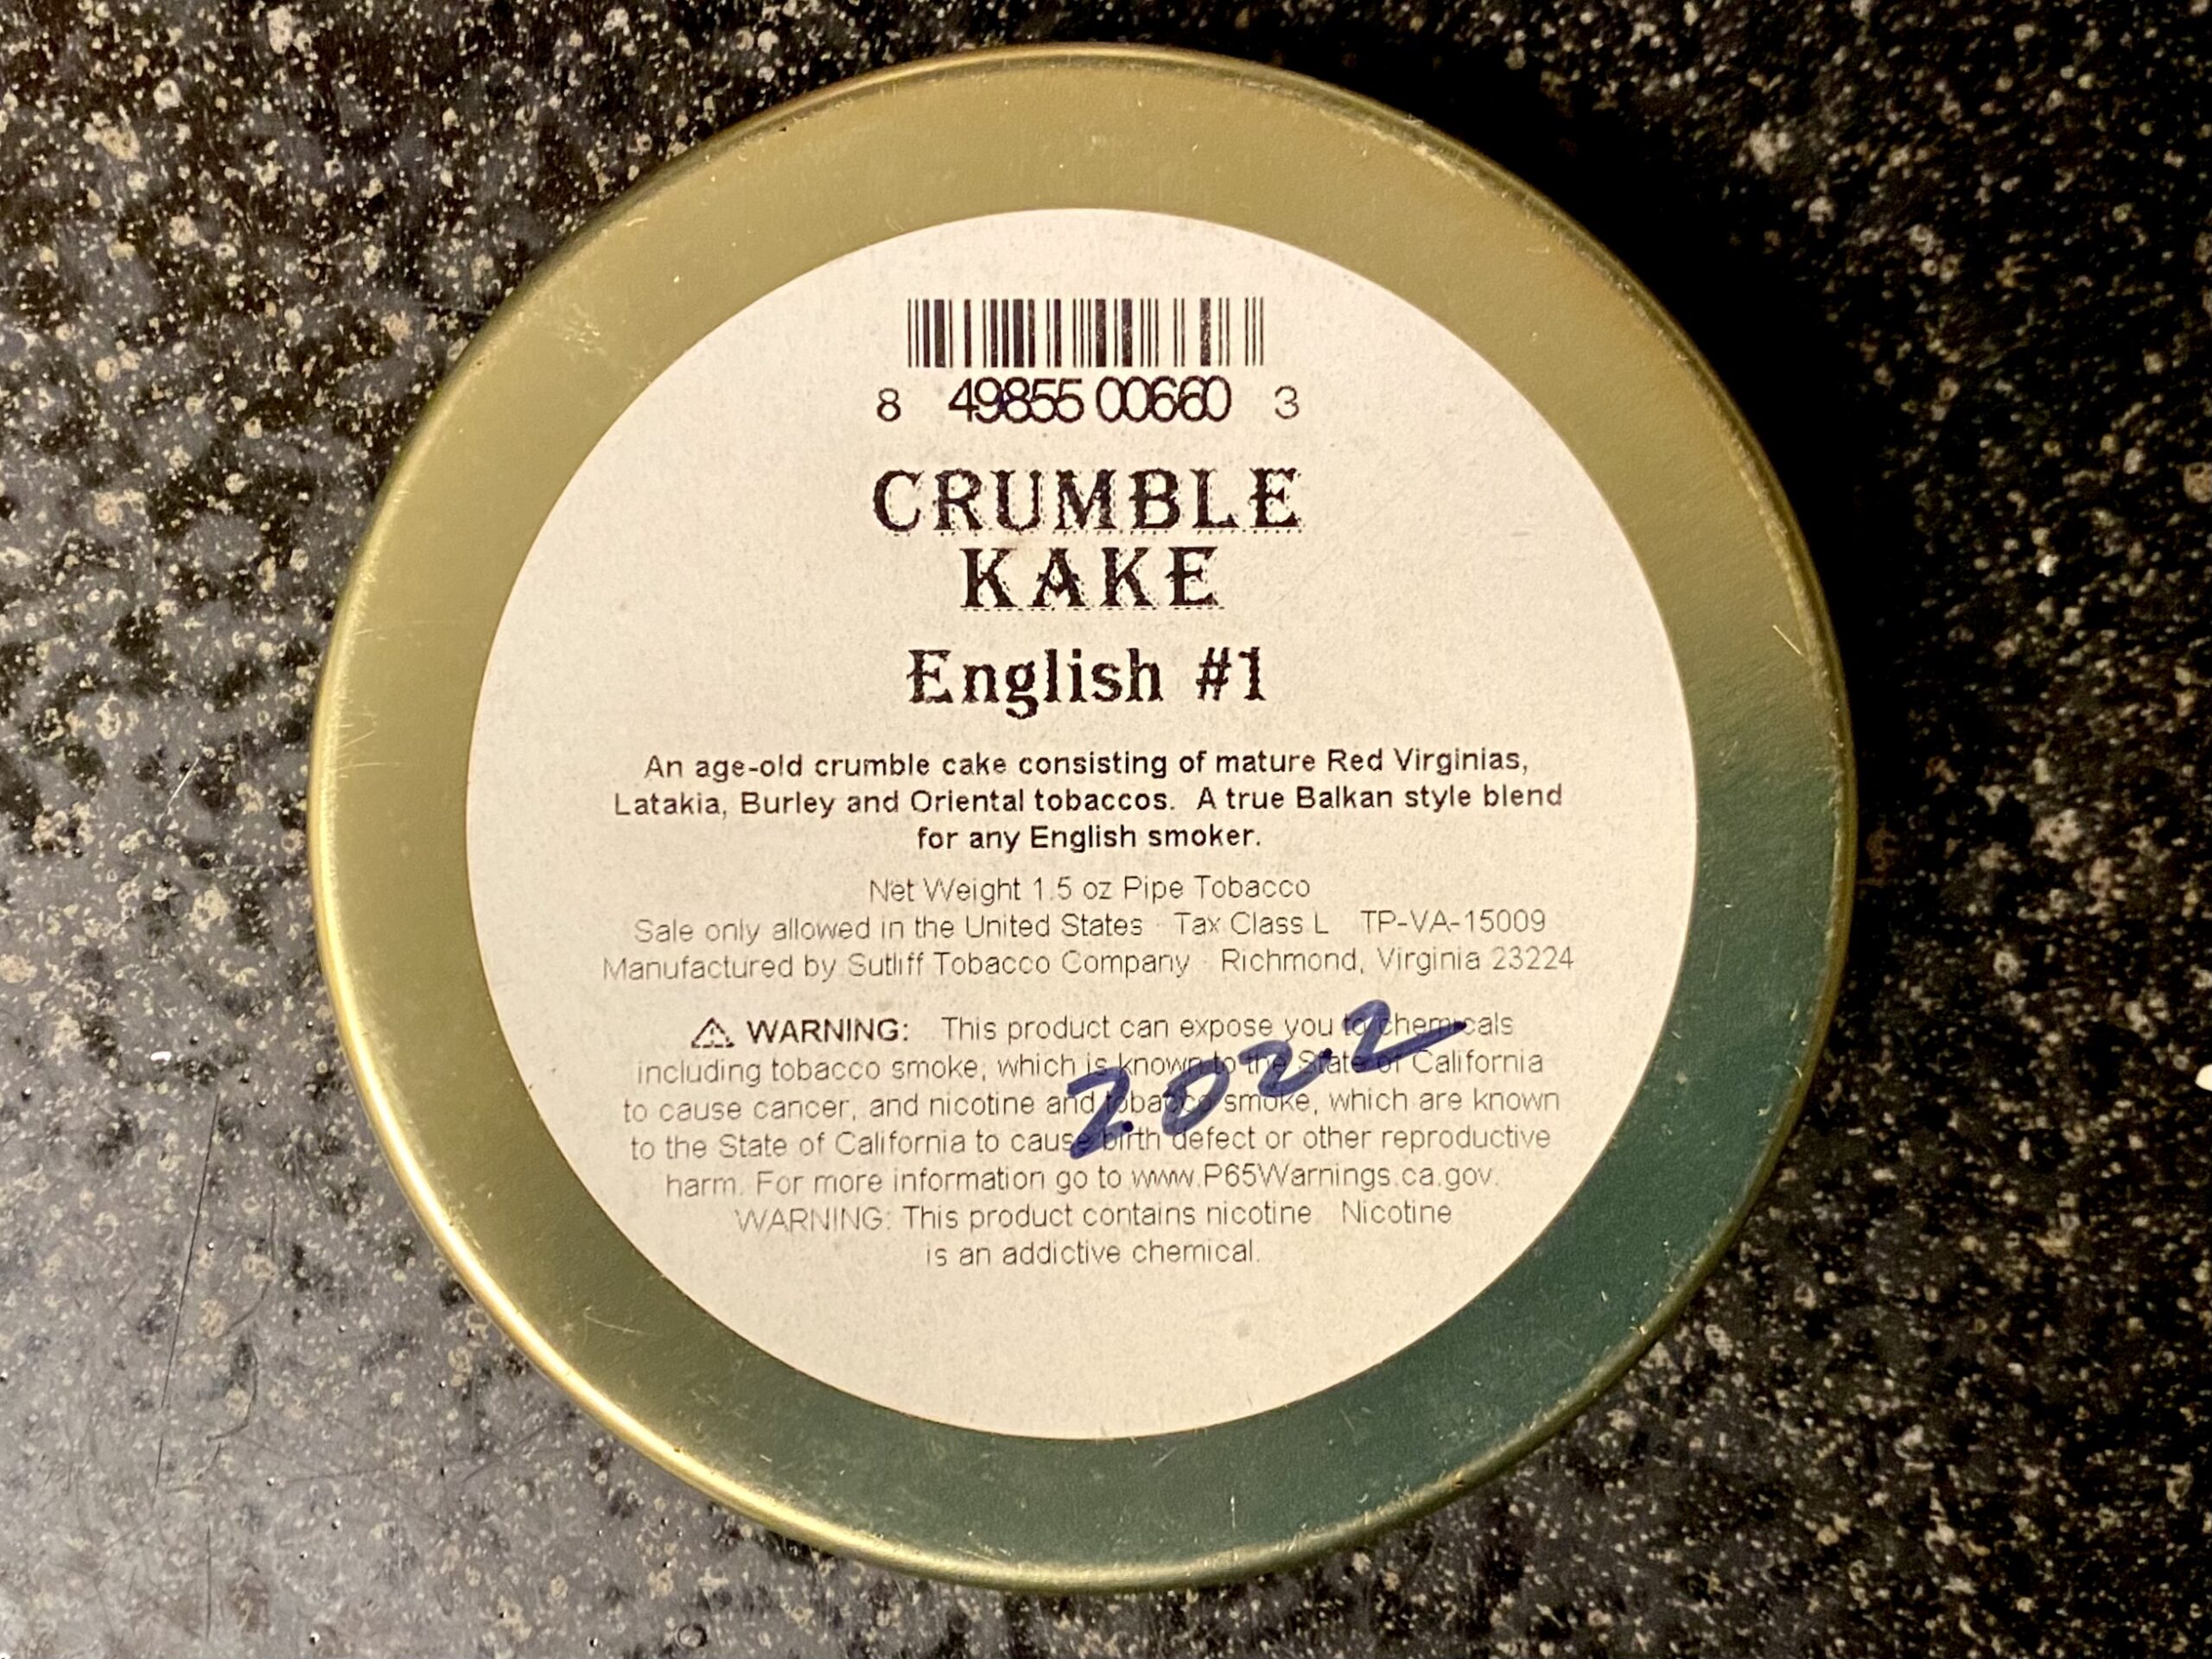 8 49855 00660 3
CRUMBLE
KAKE
English #1
An age-old crumble cake consisting of mature Red Virginias,
Latakia, Burley and Oriental tobaccos. A true Balkan style blend
for any English smoker.
Net Weight 1.5 oz Pipe Tobacco
Sale only allowed in the United States · Tax Class L TP-VA-15009
Manufactured by Sutliff Tobacco Company · Richmond, Virginia 23224
⚠ WARNING: This product can expose you to chemicals
including tobacco smoke, which is known to the State of California
to cause cancer, and nicotine and tobacco smoke, which are known
to the State of California to cause birth defect or other reproductive
harm. For more information go to www.P65Warnings.ca.gov.
WARNING: This product contains nicotine. Nicotine
is an addictive chemical.
2022